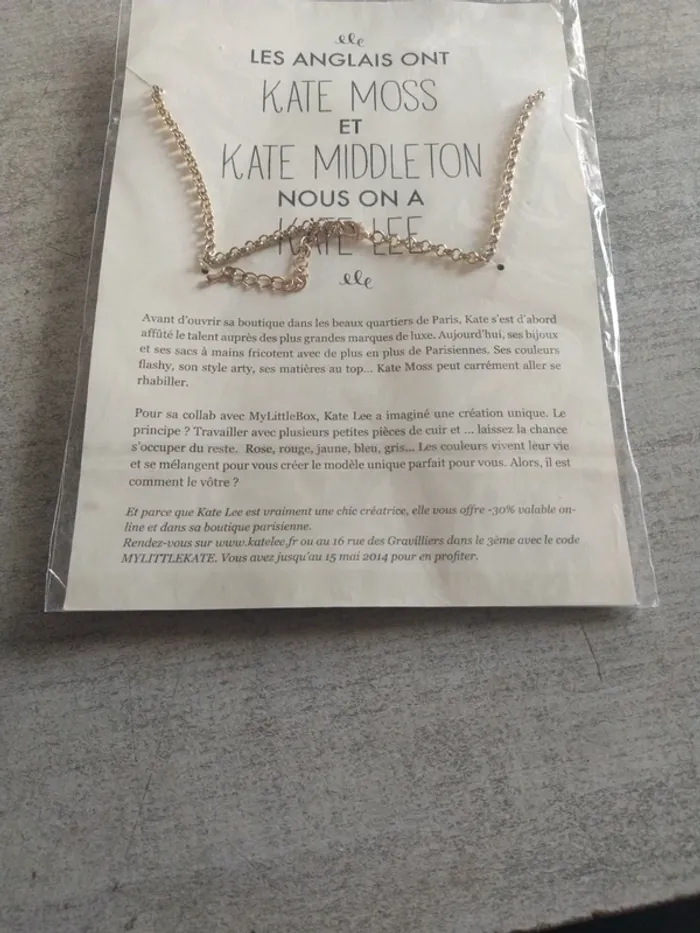 LES ANGLAIS ONT
KATE MOSS
ET
KATE MIDDLETON
NOUS ON A
KATE LEE
Avant d'ouvrir sa boutique dans les beaux quartiers de Paris, Kate s'est d'abord
affûté le talent auprès des plus grandes marques de luxe. Aujourd'hui, ses bijoux
et ses sacs à mains fricotent avec de plus en plus de Parisiennes. Ses couleurs
flashy, son style arty, ses matières au top... Kate Moss peut carrément aller se
rhabiller.
Pour sa collab avec MyLittleBox, Kate Lee a imaginé une création unique. Le
principe ? Travailler avec plusieurs petites pièces de cuir et ... laissez la chance
s'occuper du reste. Rose, rouge, jaune, bleu, gris... Les couleurs vivent leur vie
et se mélangent pour vous créer le modèle unique parfait pour vous. Alors, il est
comment le vôtre ?
Et parce que Kate Lee est vraiment une chic créatrice, elle vous offre -30% valable on-
line et dans sa boutique parisienne.
Rendez-vous sur www.katelee.fr ou au 16 rue des Gravilliers dans le 3ème avec le code
MYLITTLEKATE. Vous avez jusqu'au 15 mai 2014 pour en profiter.